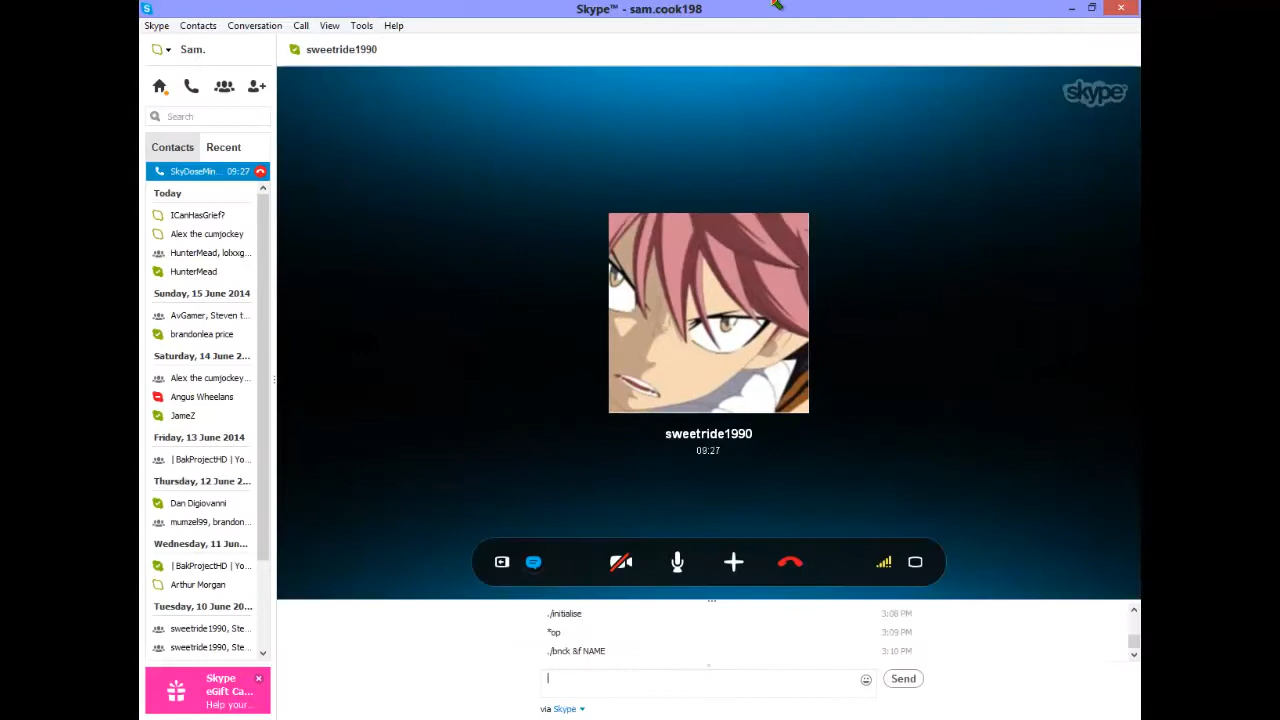 Skype™ - sam.cook198
Skype Contacts Conversation Call View Tools Help
Sam.
sweetride1990
skype
Search
Contacts Recent
SkyDoseMin... 09:27
Today
ICanHasGrief?
Alex the cumjockey
HunterMead, lolxxg...
HunterMead
Sunday, 15 June 2014
AvGamer, Steven t...
brandonlea price
Saturday, 14 June 2...
Alex the cumjockey...
Angus Wheelans
JameZ
Friday, 13 June 2014
| BakProjectHD | Yo...
Thursday, 12 June 2...
Dan Digiovanni
mumzel99, brandon...
Wednesday, 11 Jun...
| BakProjectHD | Yo...
Arthur Morgan
Tuesday, 10 June 20...
sweetride1990, Ste...
sweetride1990, Ste...
Skype
eGift Ca...
Help your...
sweetride1990
09:27
./initialise 3:08 PM
*op 3:09 PM
./bnck &f NAME 3:10 PM
Send
via Skype